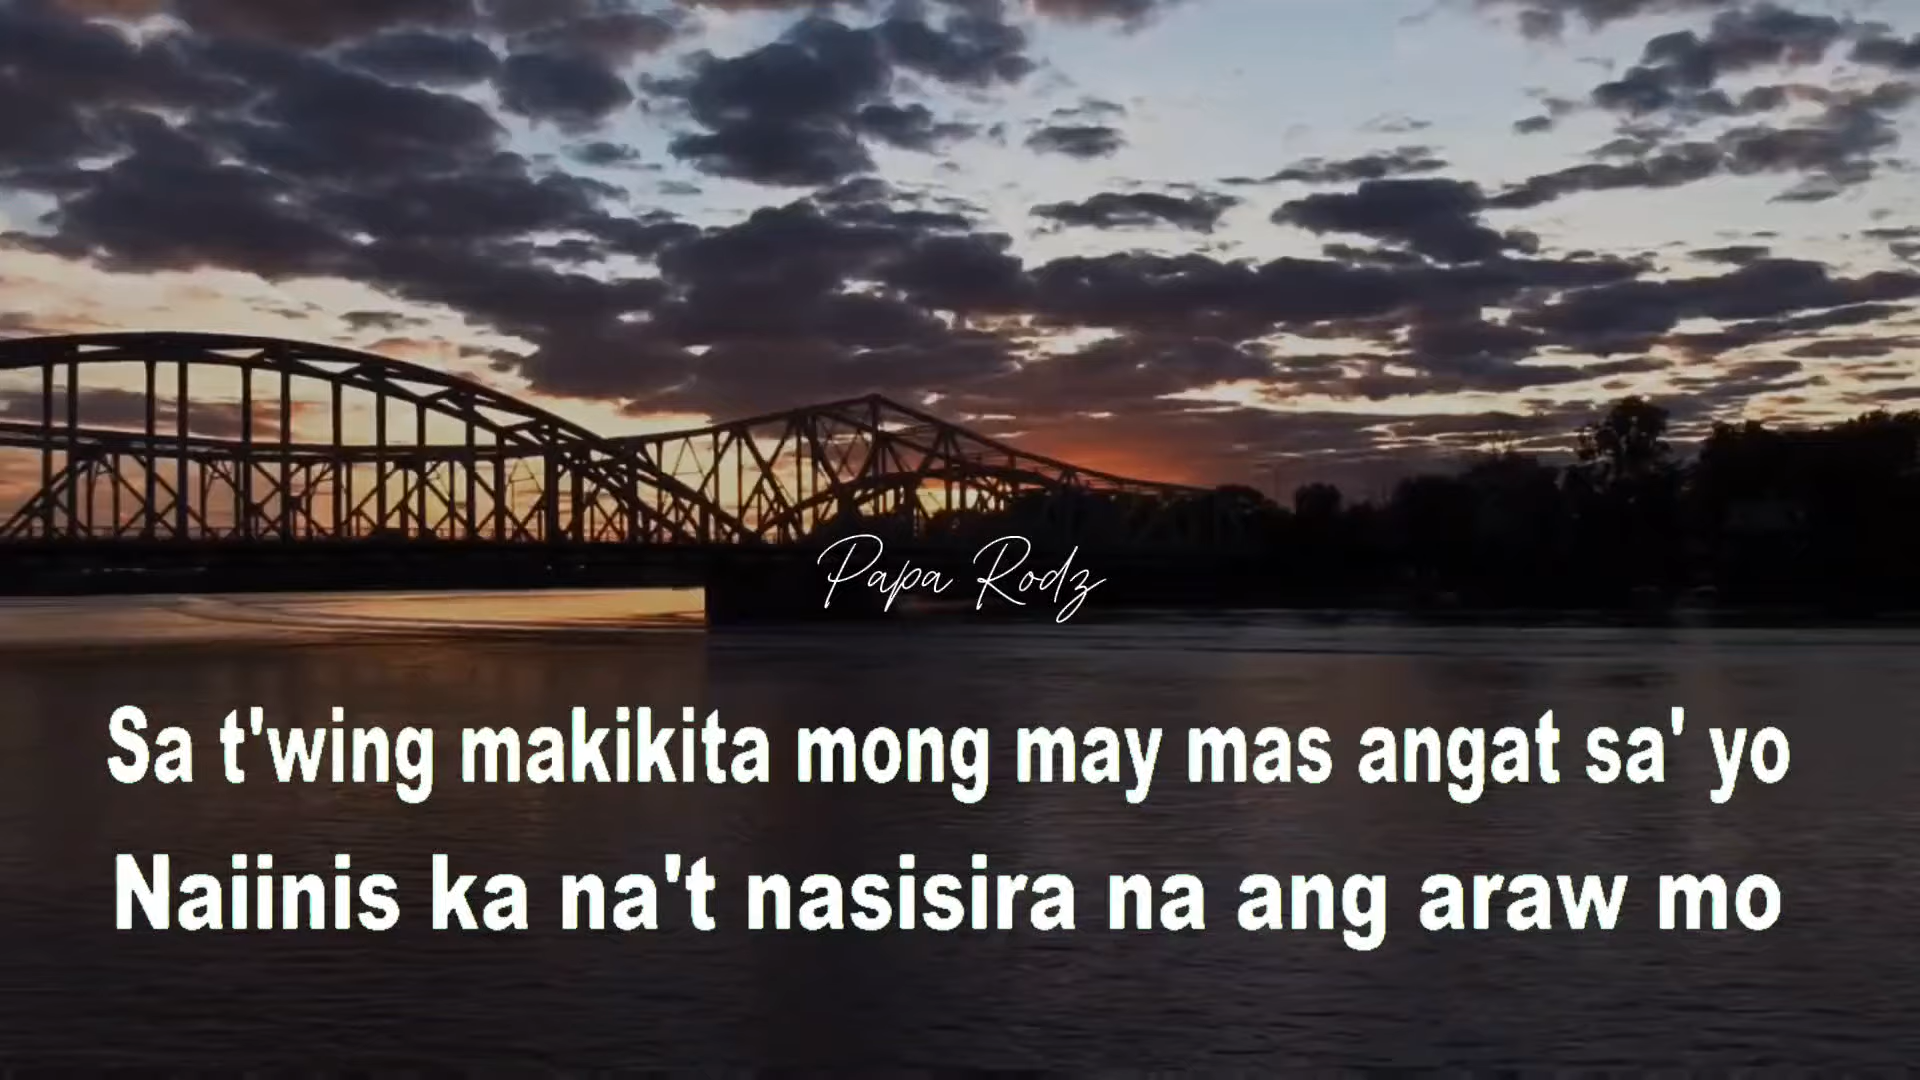 Papa Rodz
Sa t'wing makikita mong may mas angat sa' yo
Naiinis ka na't nasisira na ang araw mo